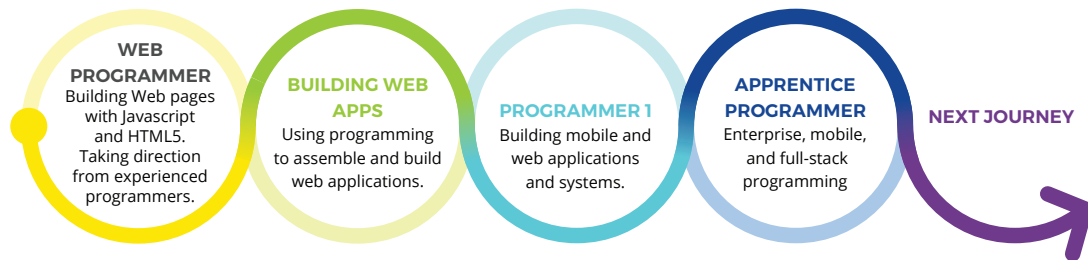 WEB
PROGRAMMER
Building Web pages
with Javascript
and HTML5.
Taking direction
from experienced
programmers.
BUILDING WEB
APPS
Using programming
to assemble and build
web applications.
PROGRAMMER 1
Building mobile and
web applications
and systems.
APPRENTICE
PROGRAMMER
Enterprise, mobile,
and full-stack
programming
NEXT JOURNEY